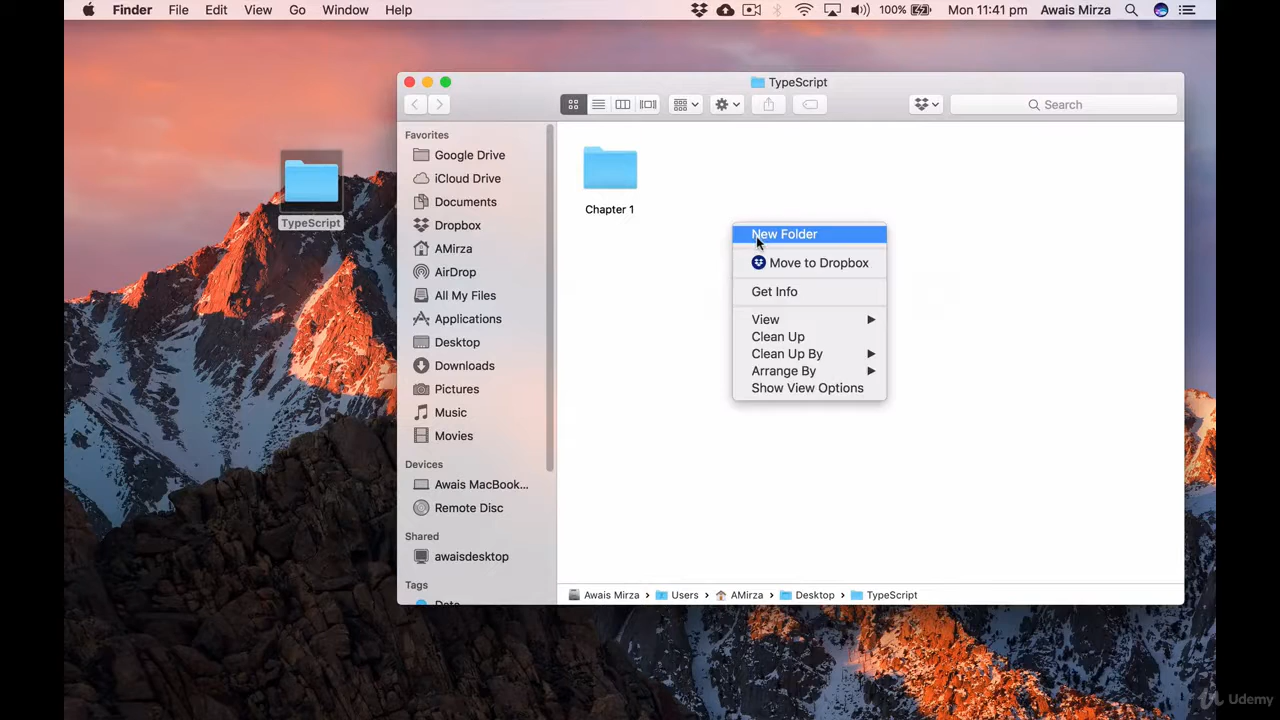 Finder File Edit View Go Window Help 100% Mon 11:41 pm Awais Mirza
TypeScript
TypeScript
Search
Favorites
Google Drive
iCloud Drive
Documents
Dropbox
AMirza
AirDrop
All My Files
Applications
Desktop
Downloads
Pictures
Music
Movies
Devices
Awais MacBook...
Remote Disc
Shared
awaisdesktop
Tags
Chapter 1
New Folder
Move to Dropbox
Get Info
View
Clean Up
Clean Up By
Arrange By
Show View Options
Awais Mirza › Users › AMirza › Desktop › TypeScript
Udemy